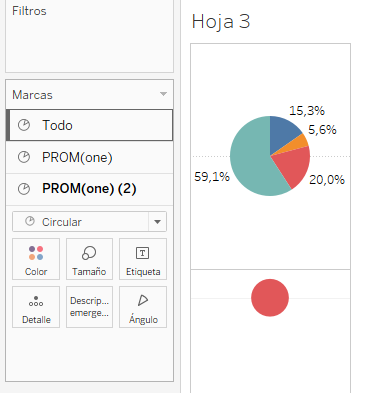 Filtros
Marcas
Todo
PROM(one)
PROM(one) (2)
Circular
Color
Tamaño
Etiqueta
Detalle
Descrip...
emerge...
Ángulo
Hoja 3
15,3%
5,6%
59,1%
20,0%